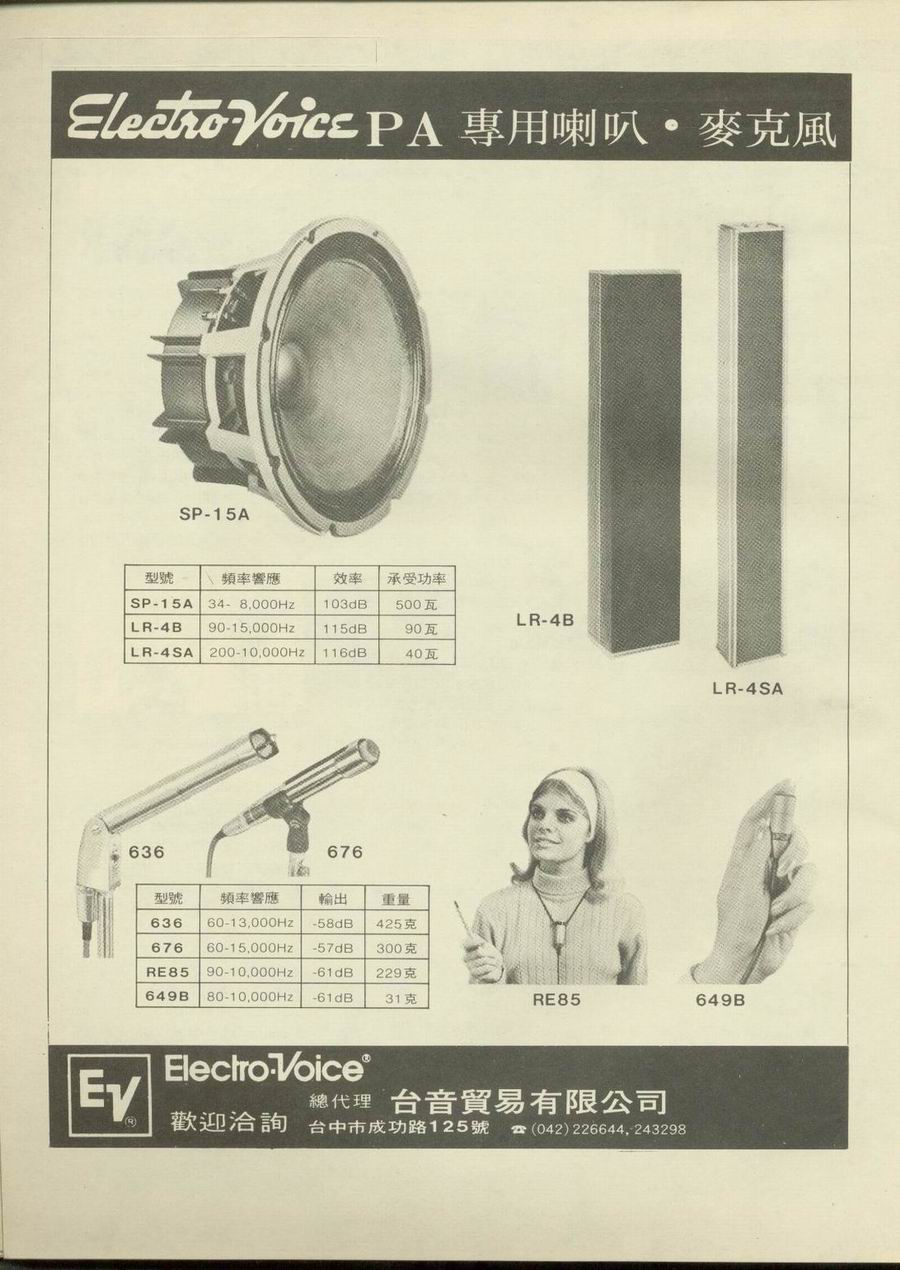 Electro-Voice PA 專用喇叭・麥克風
SP-15A
LR-4B
LR-4SA
型號 頻率響應 效率 承受功率
SP-15A 34- 8,000Hz 103dB 500瓦
LR-4B 90-15,000Hz 115dB 90瓦
LR-4SA 200-10,000Hz 116dB 40瓦
636
676
型號 頻率響應 輸出 重量
636 60-13,000Hz -58dB 425克
676 60-15,000Hz -57dB 300克
RE85 90-10,000Hz -61dB 229克
649B 80-10,000Hz -61dB 31克
RE85
649B
EV®
Electro-Voice®
歡迎洽詢
總代理 台音貿易有限公司
台中市成功路125號 ☎(042)226644, 243298